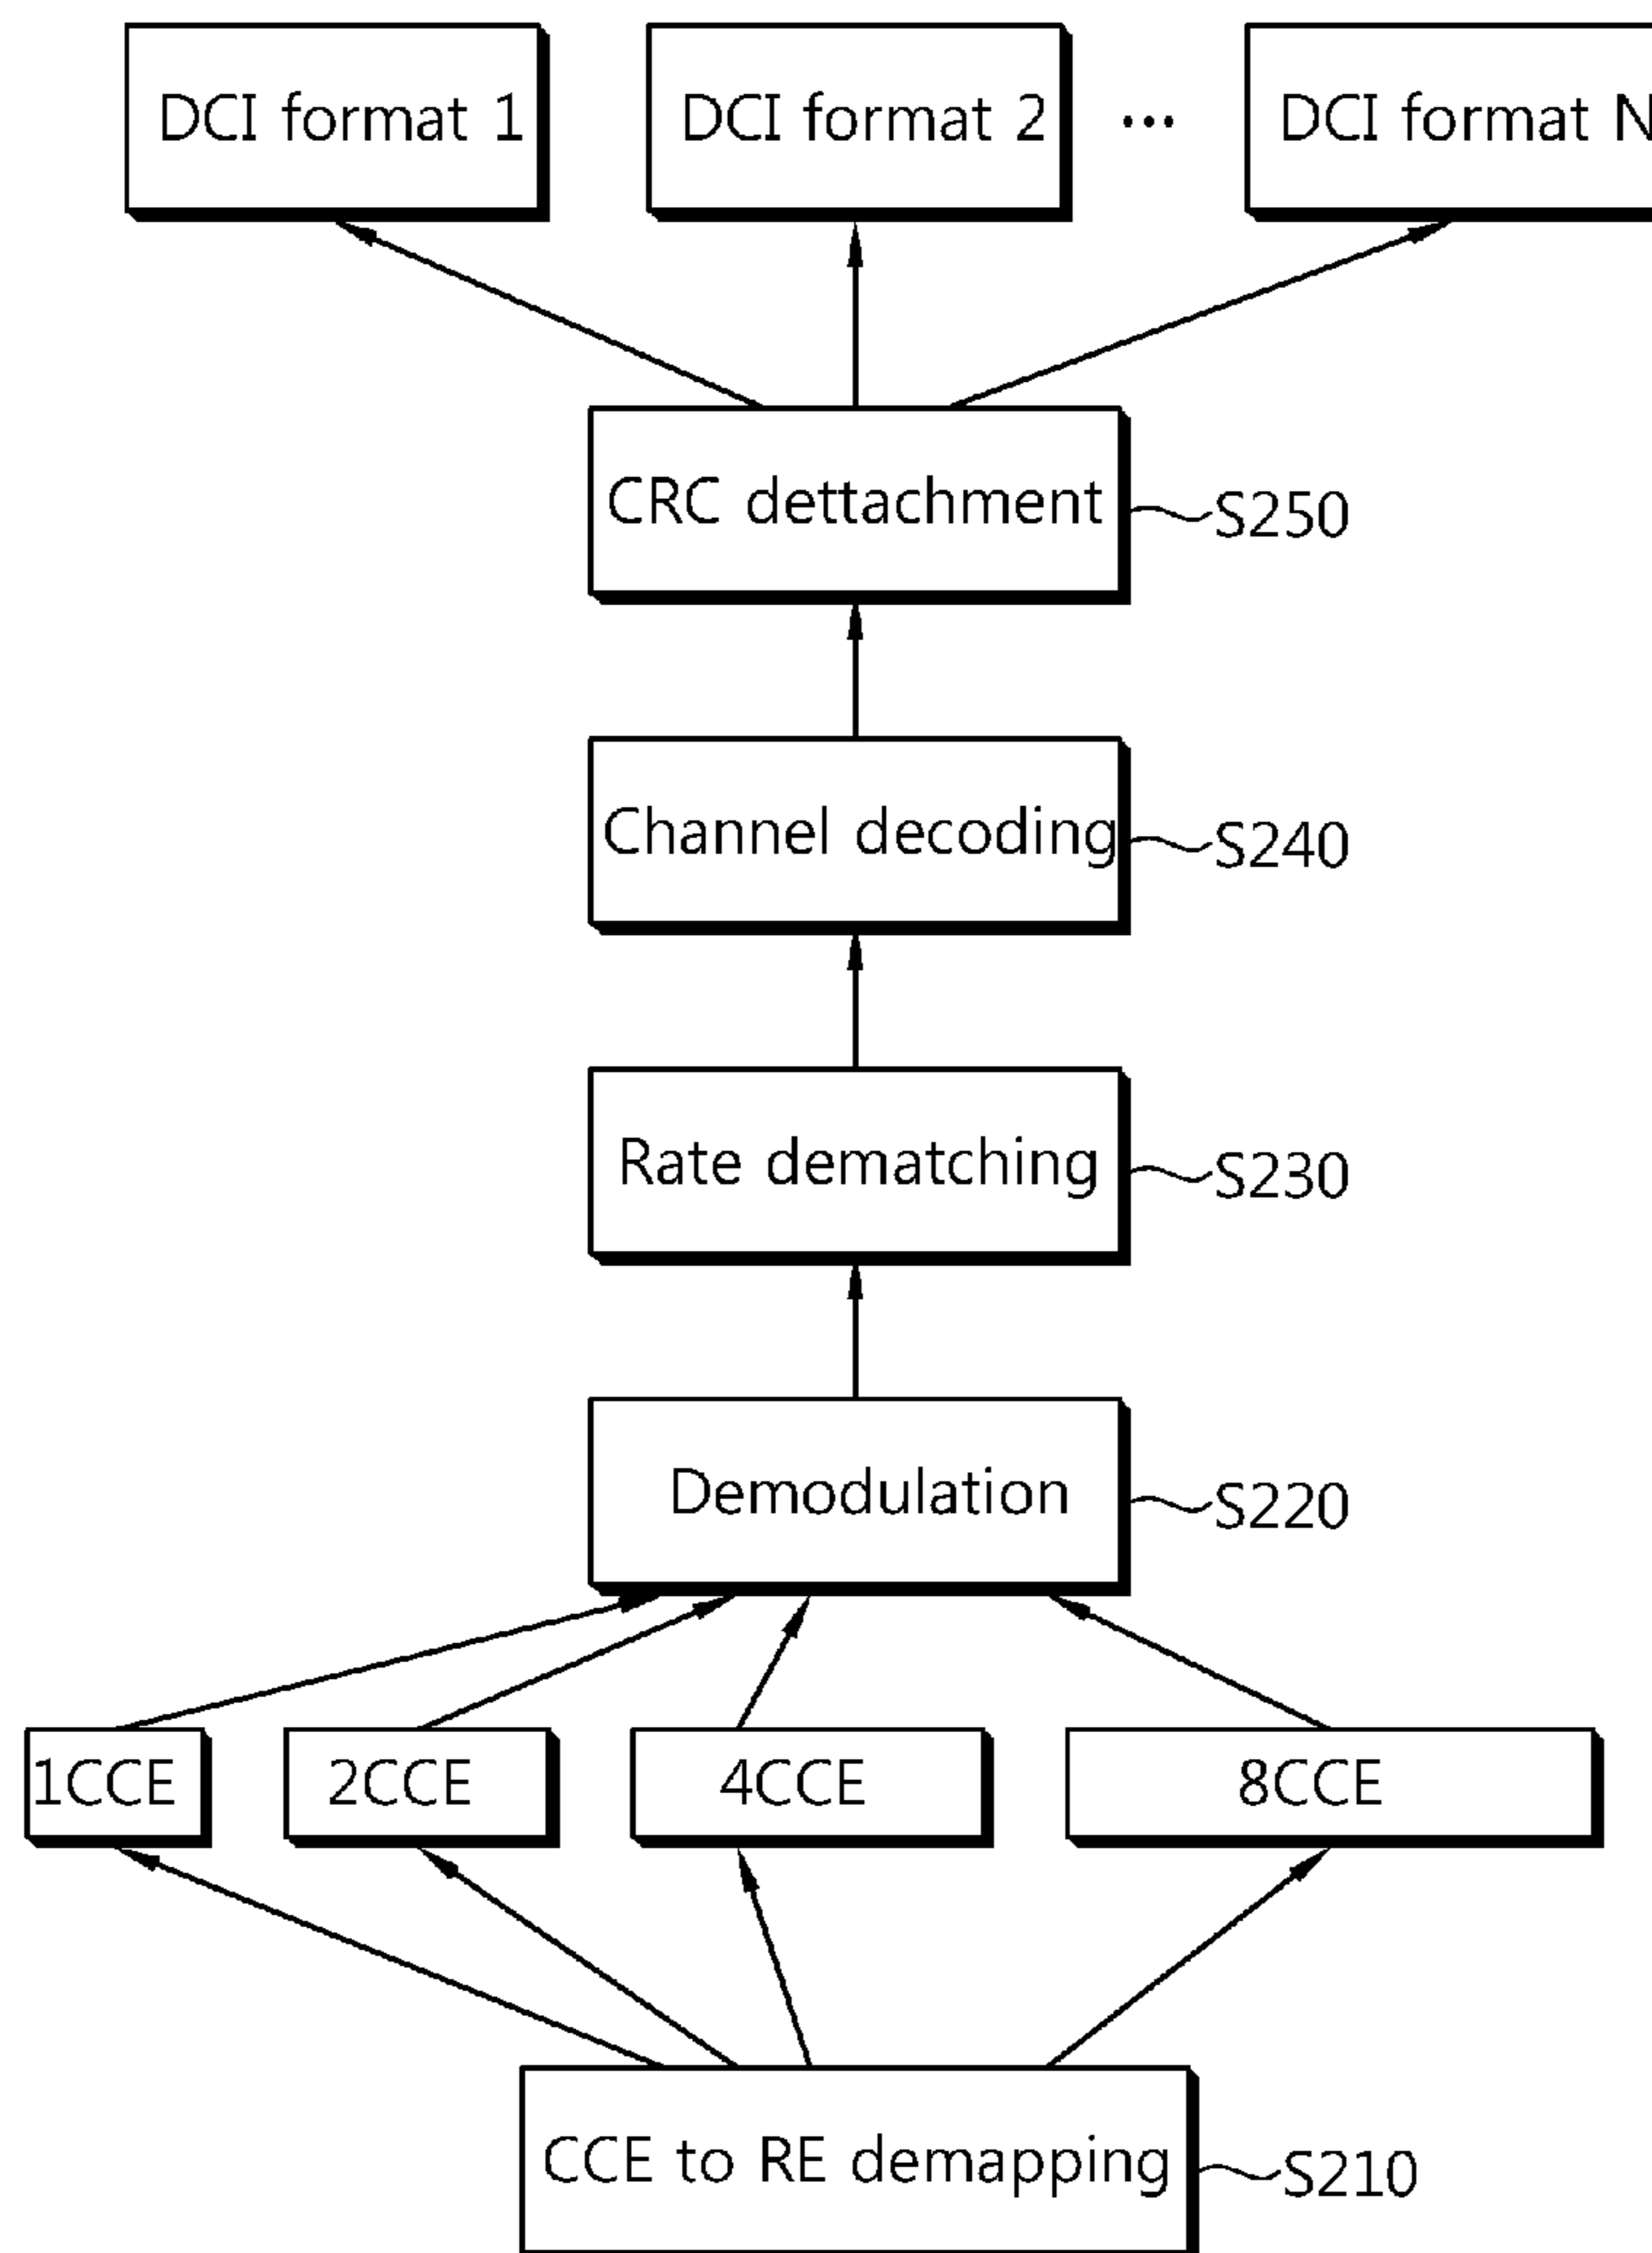 DCI format 1
DCI format 2
...
DCI format N
CRC dettachment
S250
Channel decoding
S240
Rate dematching
S230
Demodulation
S220
1CCE
2CCE
4CCE
8CCE
CCE to RE demapping
S210